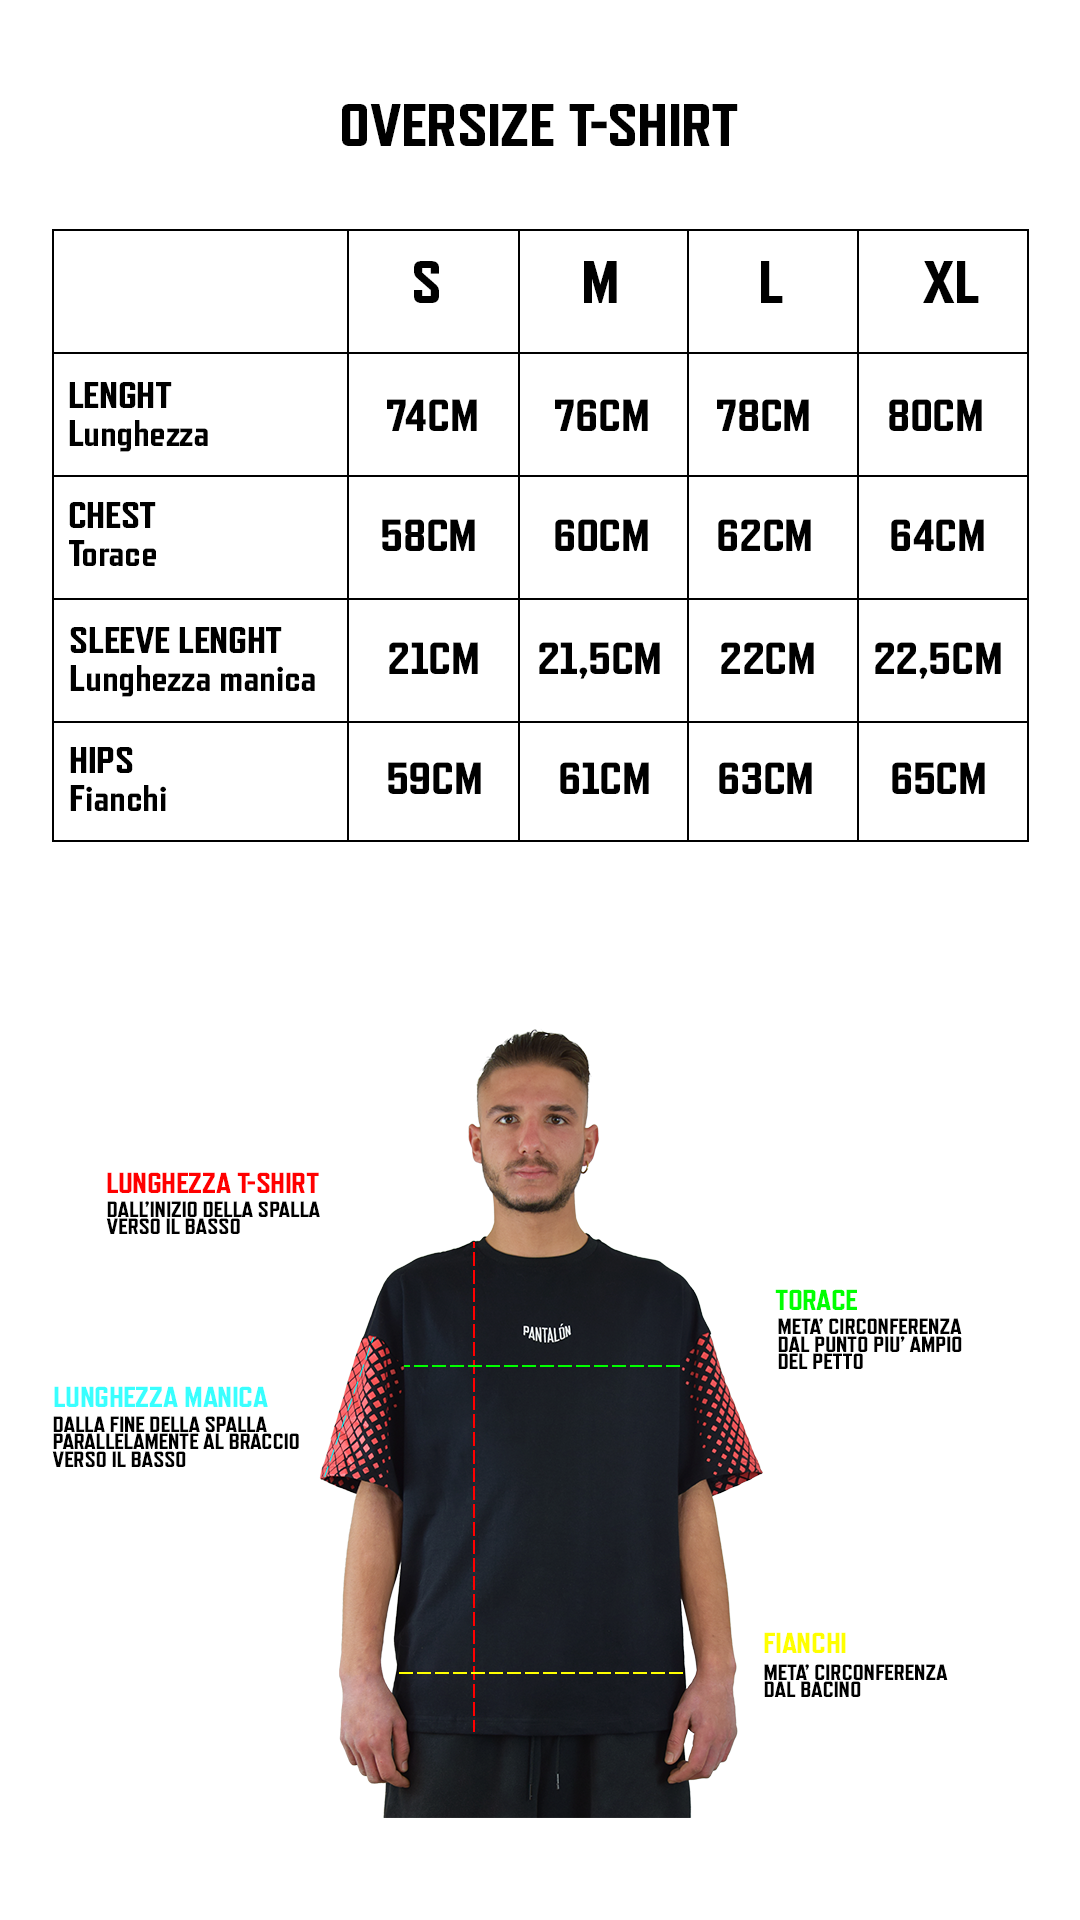 OVERSIZE T-SHIRT
S M L XL
LENGHT
Lunghezza
74CM 76CM 78CM 80CM
CHEST
Torace
58CM 60CM 62CM 64CM
SLEEVE LENGHT
Lunghezza manica
21CM 21,5CM 22CM 22,5CM
HIPS
Fianchi
59CM 61CM 63CM 65CM
LUNGHEZZA T-SHIRT
DALL'INIZIO DELLA SPALLA
VERSO IL BASSO
TORACE
META' CIRCONFERENZA
DAL PUNTO PIU' AMPIO
DEL PETTO
PANTALÓN
LUNGHEZZA MANICA
DALLA FINE DELLA SPALLA
PARALLELAMENTE AL BRACCIO
VERSO IL BASSO
FIANCHI
META' CIRCONFERENZA
DAL BACINO